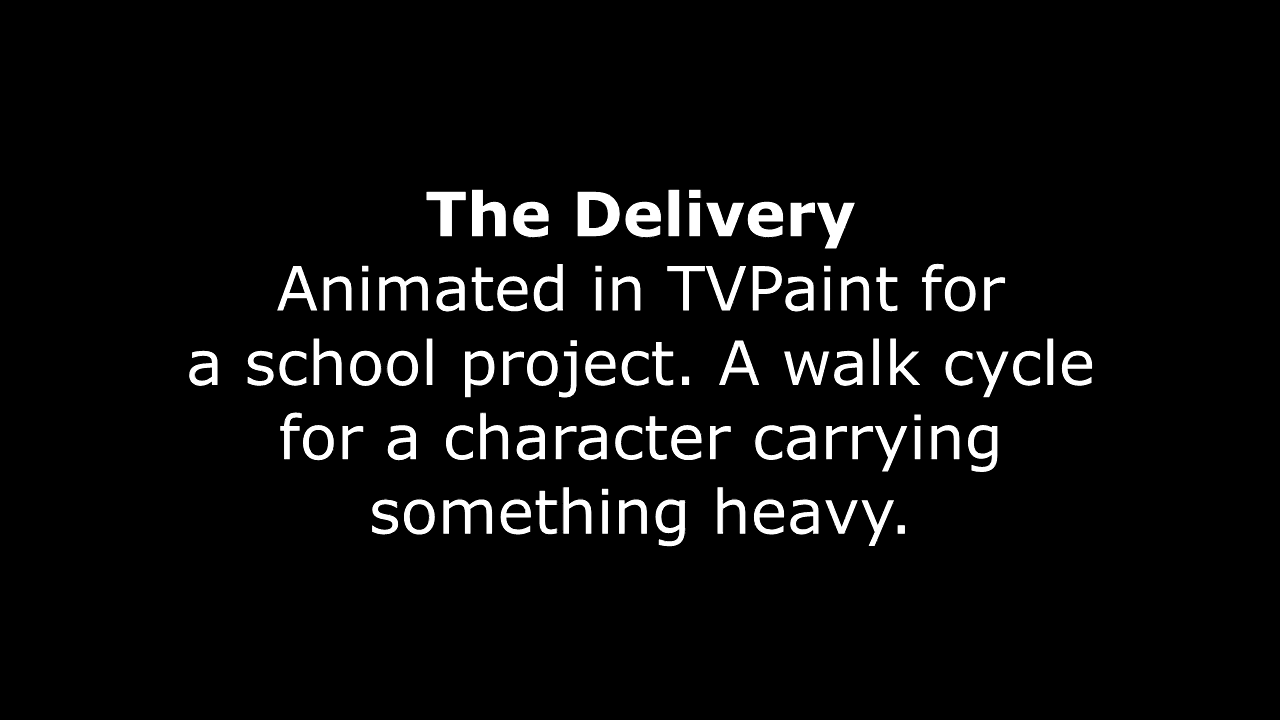 The Delivery
Animated in TVPaint for
a school project. A walk cycle
for a character carrying
something heavy.